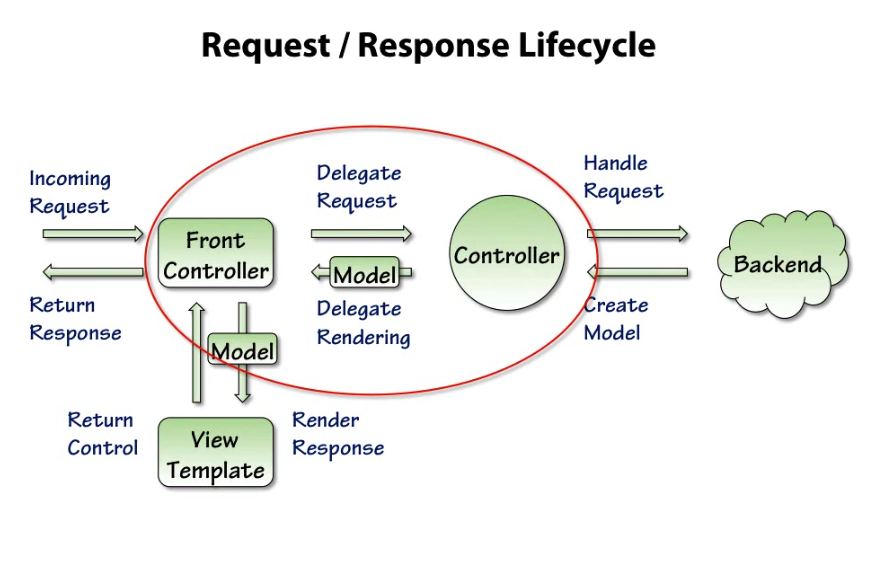 Request / Response Lifecycle
Incoming
Request
Delegate
Request
Handle
Request
Front
Controller
Controller
Backend
Model
Return
Response
Delegate
Rendering
Create
Model
Model
Return
Control
View
Template
Render
Response